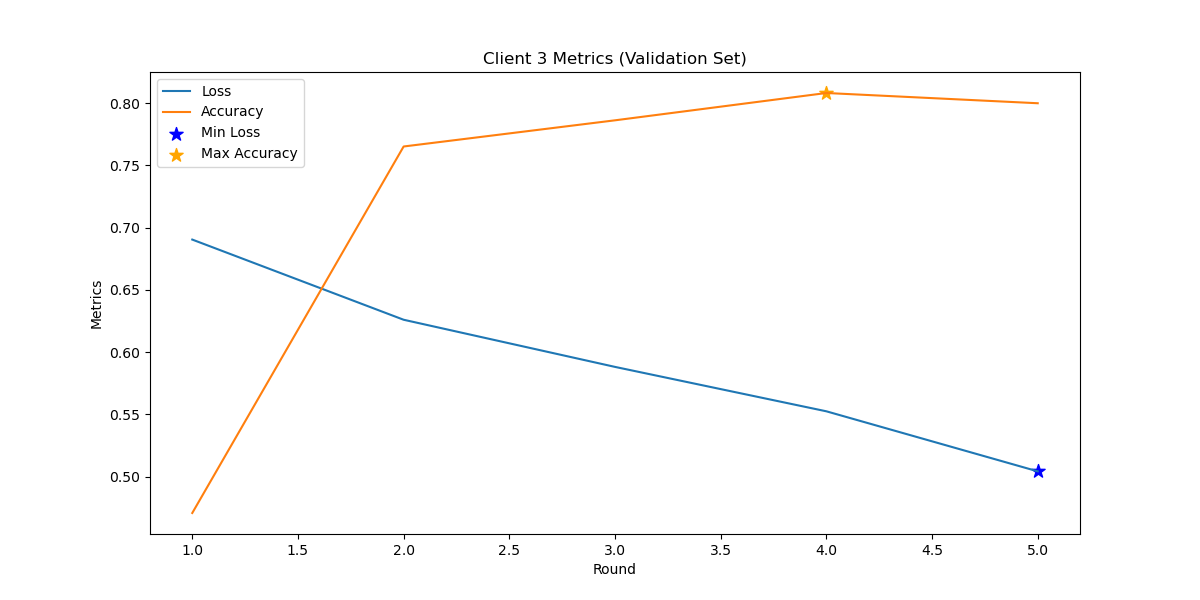 Client 3 Metrics (Validation Set)
Loss
Accuracy
Min Loss
Max Accuracy
Metrics
0.80
0.75
0.70
0.65
0.60
0.55
0.50
1.0 1.5 2.0 2.5 3.0 3.5 4.0 4.5 5.0
Round